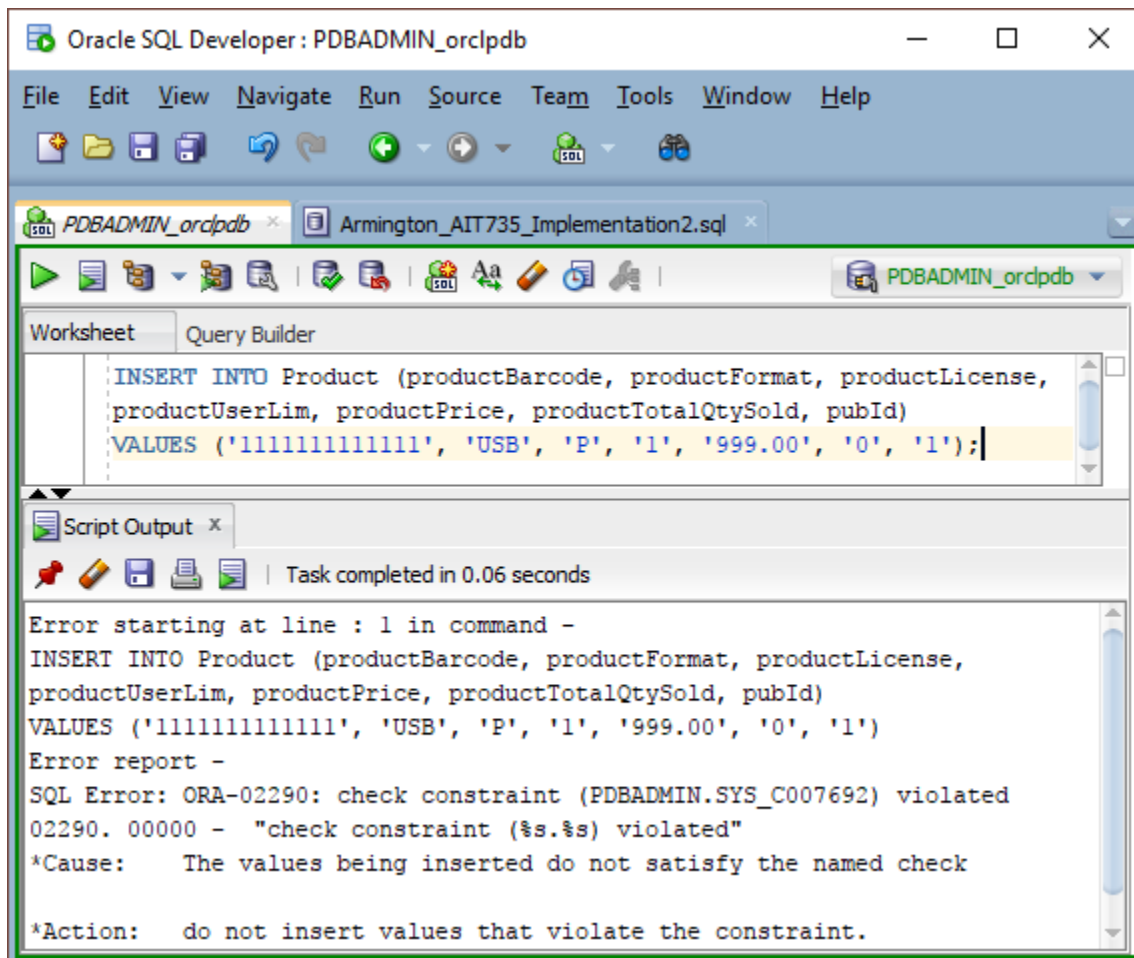 Oracle SQL Developer : PDBADMIN_orclpdb
File Edit View Navigate Run Source Team Tools Window Help
SQL
SQL PDBADMIN_orclpdb Armington_AIT735_Implementation2.sql
SQL Aa PDBADMIN_orclpdb
Worksheet Query Builder
INSERT INTO Product (productBarcode, productFormat, productLicense,
productUserLim, productPrice, productTotalQtySold, pubId)
VALUES ('1111111111111', 'USB', 'P', '1', '999.00', '0', '1');
Script Output x
Task completed in 0.06 seconds
Error starting at line : 1 in command -
INSERT INTO Product (productBarcode, productFormat, productLicense,
productUserLim, productPrice, productTotalQtySold, pubId)
VALUES ('1111111111111', 'USB', 'P', '1', '999.00', '0', '1')
Error report -
SQL Error: ORA-02290: check constraint (PDBADMIN.SYS_C007692) violated
02290. 00000 -  "check constraint (%s.%s) violated"
*Cause:    The values being inserted do not satisfy the named check
*Action:   do not insert values that violate the constraint.